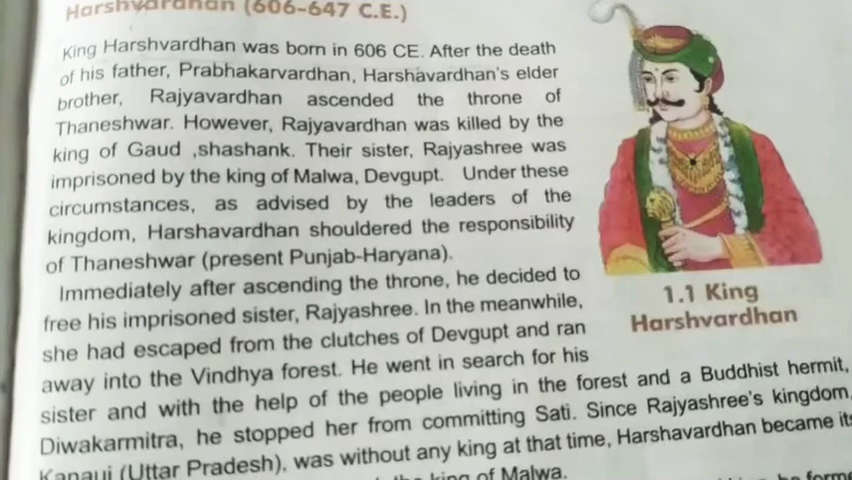 Harshvardhan (606-647 C.E.)
King Harshvardhan was born in 606 CE. After the death
of his father, Prabhakarvardhan, Harshavardhan's elder
brother, Rajyavardhan ascended the throne of
Thaneshwar. However, Rajyavardhan was killed by the
king of Gaud ,shashank. Their sister, Rajyashree was
imprisoned by the king of Malwa, Devgupt. Under these
circumstances, as advised by the leaders of the
kingdom, Harshavardhan shouldered the responsibility
of Thaneshwar (present Punjab-Haryana).
Immediately after ascending the throne, he decided to
free his imprisoned sister, Rajyashree. In the meanwhile,
she had escaped from the clutches of Devgupt and ran
away into the Vindhya forest. He went in search for his
sister and with the help of the people living in the forest and a Buddhist hermit,
Diwakarmitra, he stopped her from committing Sati. Since Rajyashree's kingdom,
Kanauj (Uttar Pradesh), was without any king at that time, Harshavardhan became its
king of Malwa.
1.1 King
Harshvardhan